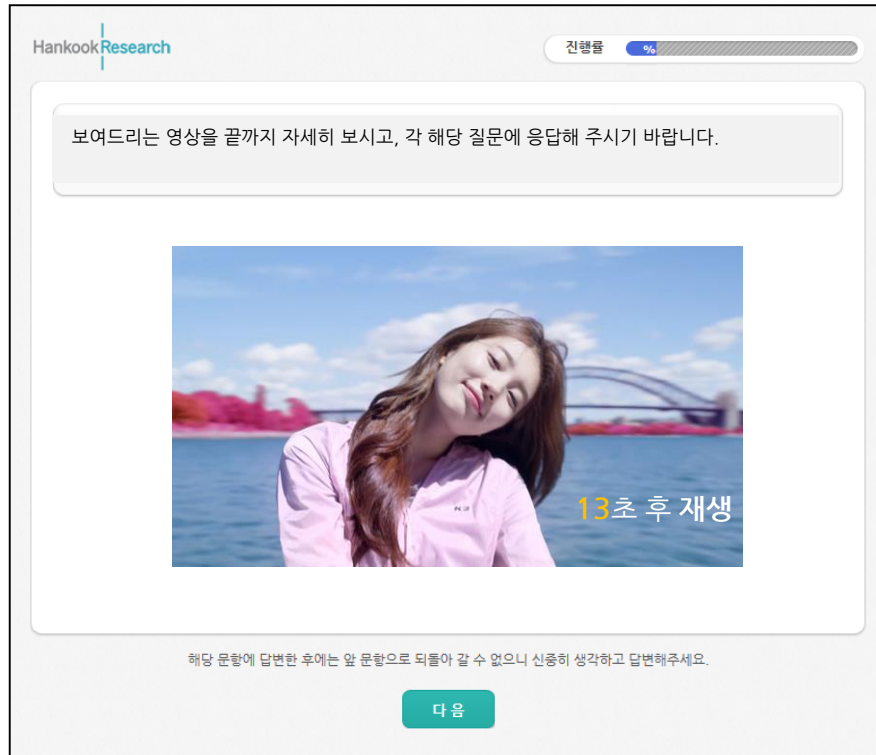 Hankook Research
진행률
%
보여드리는 영상을 끝까지 자세히 보시고, 각 해당 질문에 응답해 주시기 바랍니다.
13초 후 재생
해당 문항에 답변한 후에는 앞 문항으로 되돌아 갈 수 없으니 신중히 생각하고 답변해주세요.
다 음